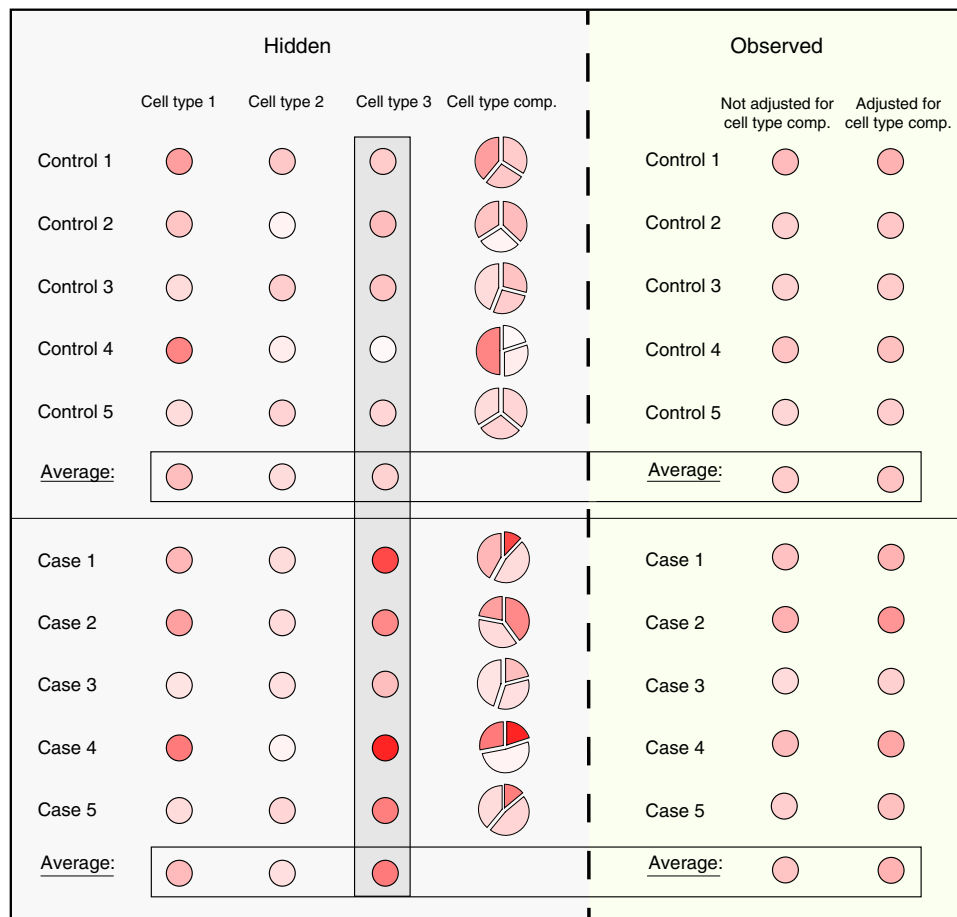 Hidden
Observed
Cell type 1
Cell type 2
Cell type 3
Cell type comp.
Not adjusted for
cell type comp.
Adjusted for
cell type comp.
Control 1
Control 1
Control 2
Control 2
Control 3
Control 3
Control 4
Control 4
Control 5
Control 5
Average:
Average:
Case 1
Case 1
Case 2
Case 2
Case 3
Case 3
Case 4
Case 4
Case 5
Case 5
Average:
Average: